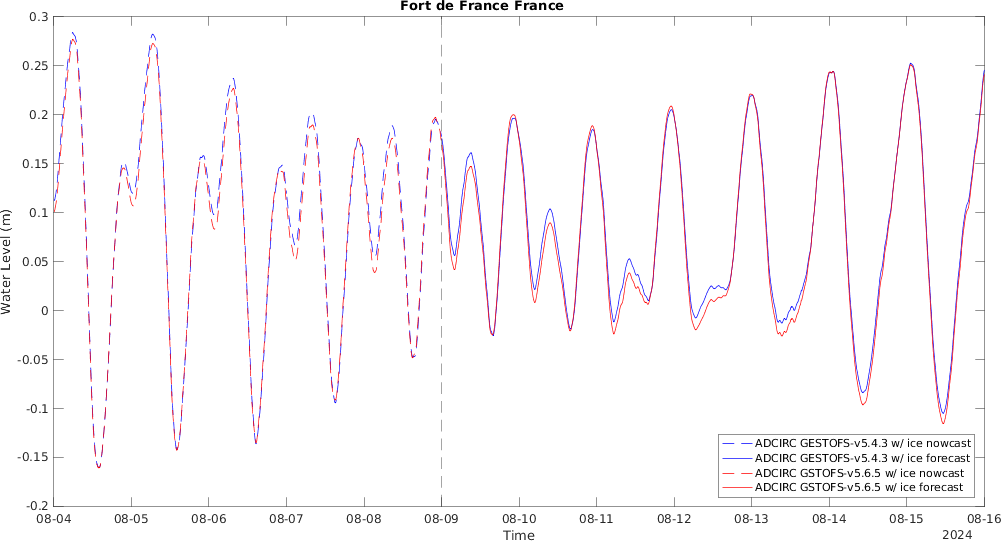 Fort de France France
Water Level (m)
0.3
0.25
0.2
0.15
0.1
0.05
0
-0.05
-0.1
-0.15
-0.2
ADCIRC GESTOFS-v5.4.3 w/ ice nowcast
ADCIRC GESTOFS-v5.4.3 w/ ice forecast
ADCIRC GSTOFS-v5.6.5 w/ ice nowcast
ADCIRC GSTOFS-v5.6.5 w/ ice forecast
08-04 08-05 08-06 08-07 08-08 08-09 08-10 08-11 08-12 08-13 08-14 08-15 08-16
Time
2024